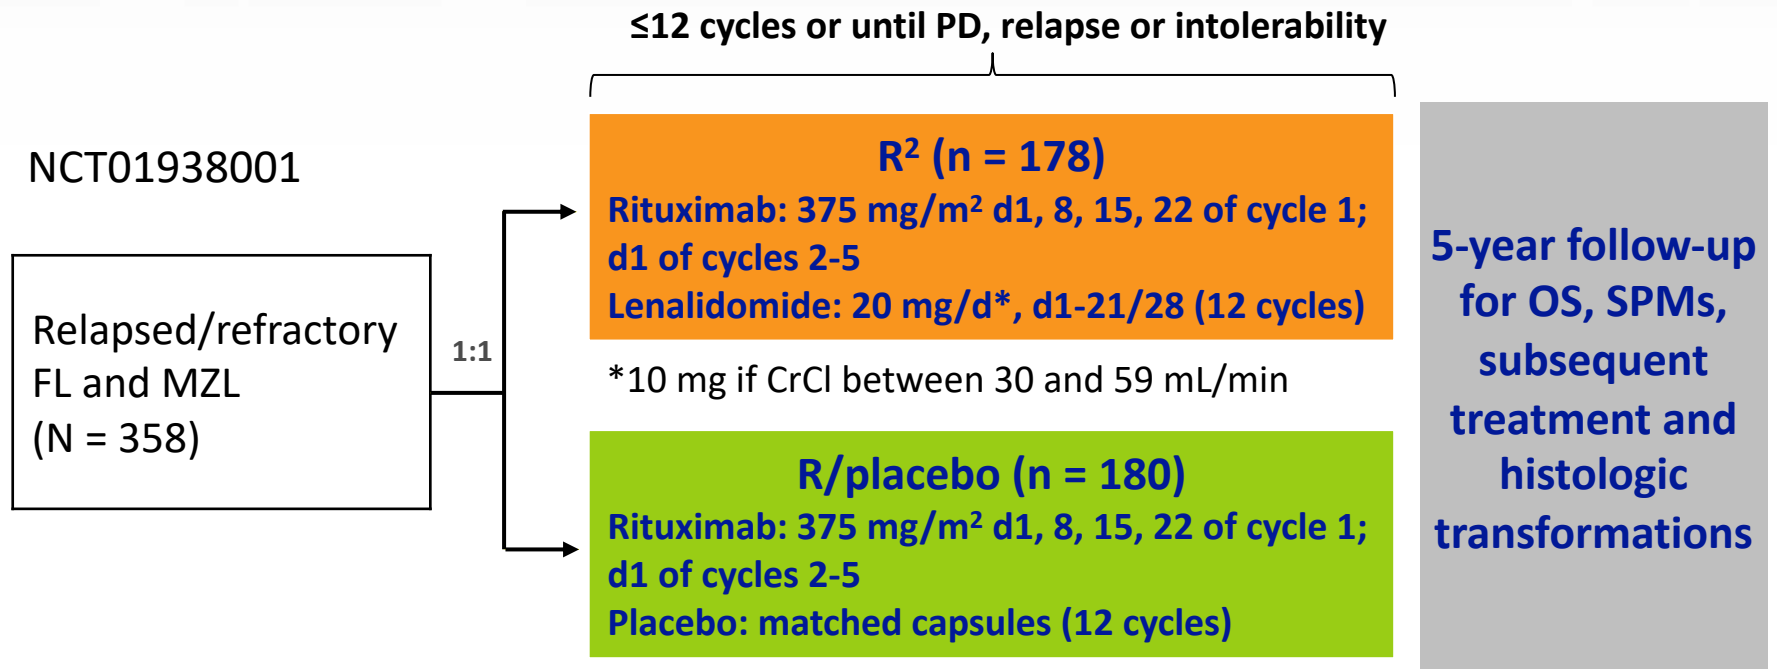 ≤12 cycles or until PD, relapse or intolerability
NCT01938001
Relapsed/refractory
FL and MZL
(N = 358)
1:1
R² (n = 178)
Rituximab: 375 mg/m² d1, 8, 15, 22 of cycle 1;
d1 of cycles 2-5
Lenalidomide: 20 mg/d*, d1-21/28 (12 cycles)
*10 mg if CrCl between 30 and 59 mL/min
R/placebo (n = 180)
Rituximab: 375 mg/m² d1, 8, 15, 22 of cycle 1;
d1 of cycles 2-5
Placebo: matched capsules (12 cycles)
5-year follow-up
for OS, SPMs,
subsequent
treatment and
histologic
transformations